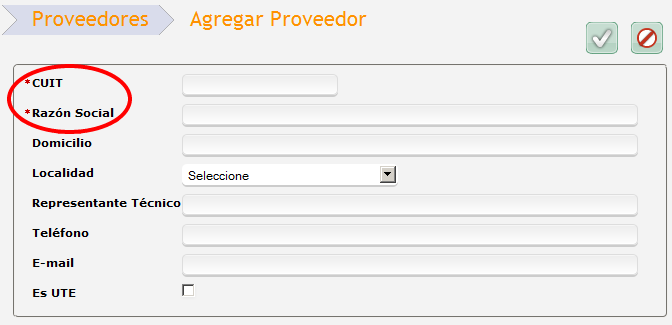 Proveedores Agregar Proveedor
*CUIT
*Razón Social
Domicilio
Localidad Seleccione
Representante Técnico
Teléfono
E-mail
Es UTE